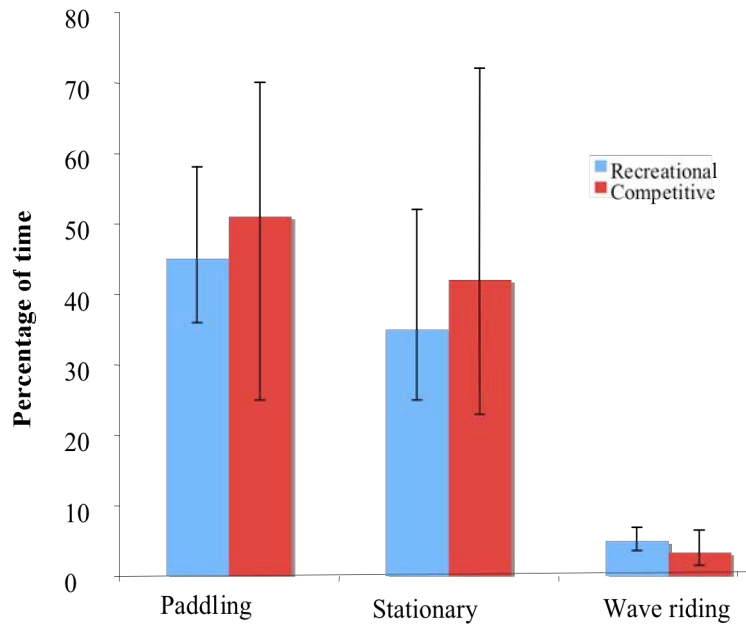 Percentage of time
80
70
60
50
40
30
20
10
0
Recreational
Competitive
Paddling
Stationary
Wave riding